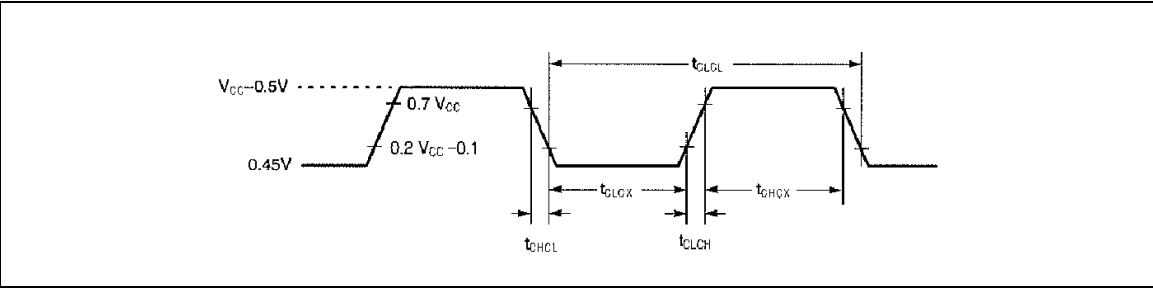 tCLCL
VCC–0.5V
0.7 VCC
0.2 VCC–0.1
0.45V
tCLCX
tCHCX
tCHCL
tCLCH